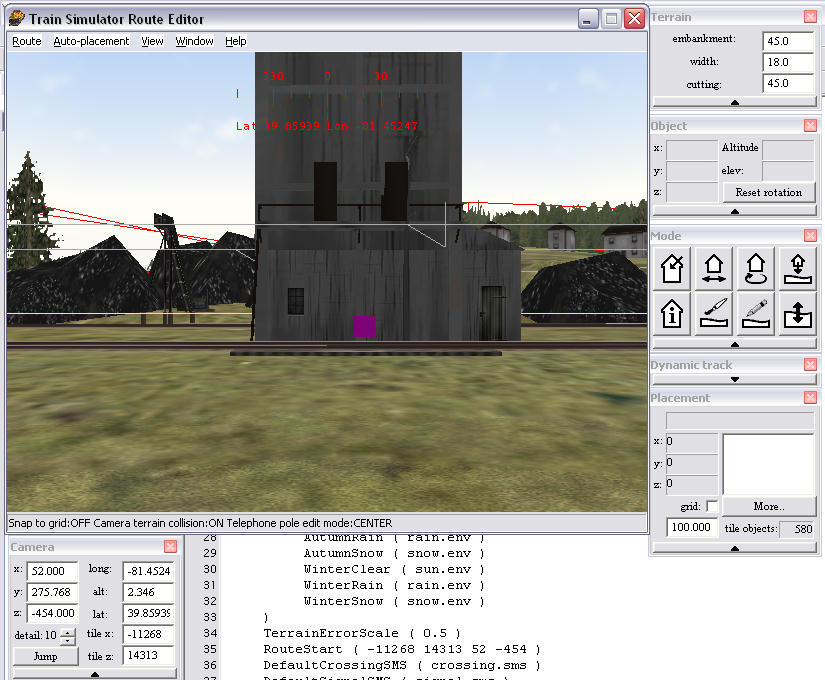 Train Simulator Route Editor
Route Auto-placement View Window Help
330 0 30
Lat 39.85939 Lon -81.45247
Snap to grid:OFF Camera terrain collision:ON Telephone pole edit mode:CENTER
Terrain
embankment: 45.0
width: 18.0
cutting: 45.0
Object
x: Altitude
y: elev:
z: Reset rotation
Mode
Dynamic track
Placement
x: 0
y: 0
z: 0
grid: More..
100.000 tile objects: 580
Camera
x: 52.000 long: -81.4524
y: 275.768 alt: 2.346
z: -454.000 lat: 39.85939
detail: 10 tile x: -11268
Jump tile z: 14313
28 AutumnRain ( rain.env )
29 AutumnSnow ( snow.env )
30 WinterClear ( sun.env )
31 WinterRain ( rain.env )
32 WinterSnow ( snow.env )
33 )
34 TerrainErrorScale ( 0.5 )
35 RouteStart ( -11268 14313 52 -454 )
36 DefaultCrossingSMS ( crossing.sms )
37 DefaultSignalSMS ( signal.sms )